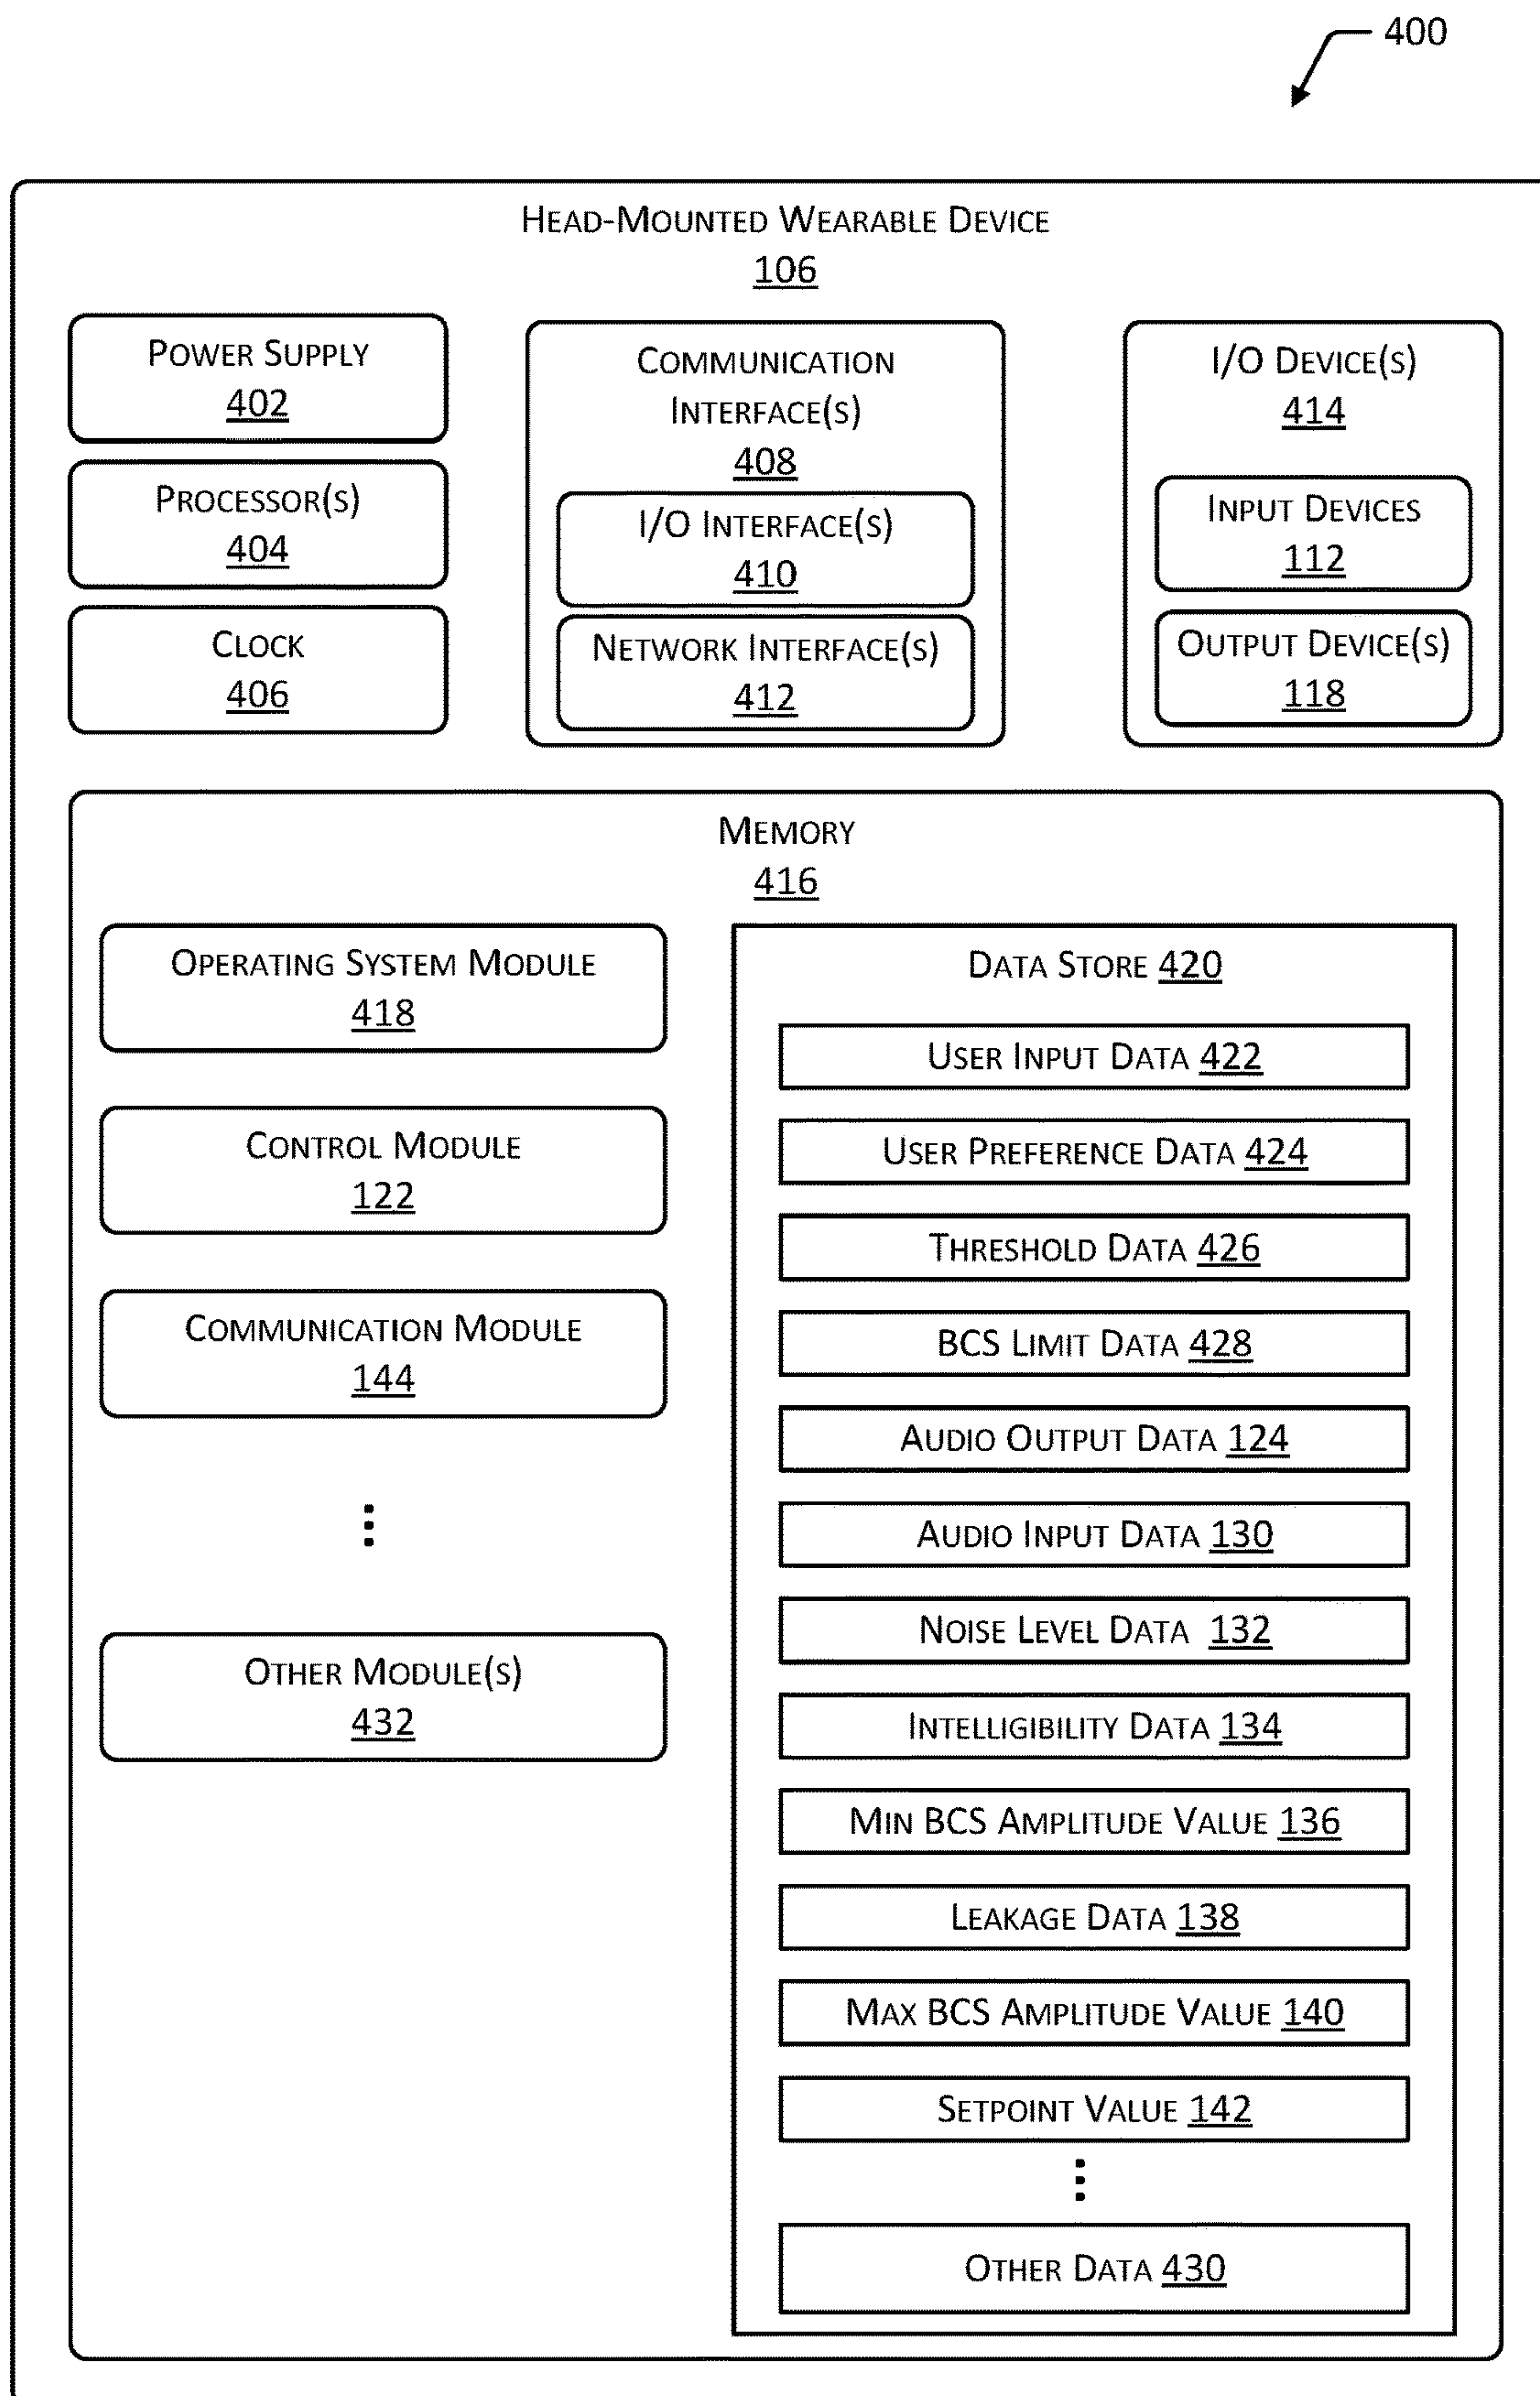 400
Head-Mounted Wearable Device
106
Power Supply
402
Processor(s)
404
Clock
406
Communication
Interface(s)
408
I/O Interface(s)
410
Network Interface(s)
412
I/O Device(s)
414
Input Devices
112
Output Device(s)
118
Memory
416
Operating System Module
418
Control Module
122
Communication Module
144
Other Module(s)
432
Data Store 420
User Input Data 422
User Preference Data 424
Threshold Data 426
BCS Limit Data 428
Audio Output Data 124
Audio Input Data 130
Noise Level Data 132
Intelligibility Data 134
Min BCS Amplitude Value 136
Leakage Data 138
Max BCS Amplitude Value 140
Setpoint Value 142
Other Data 430